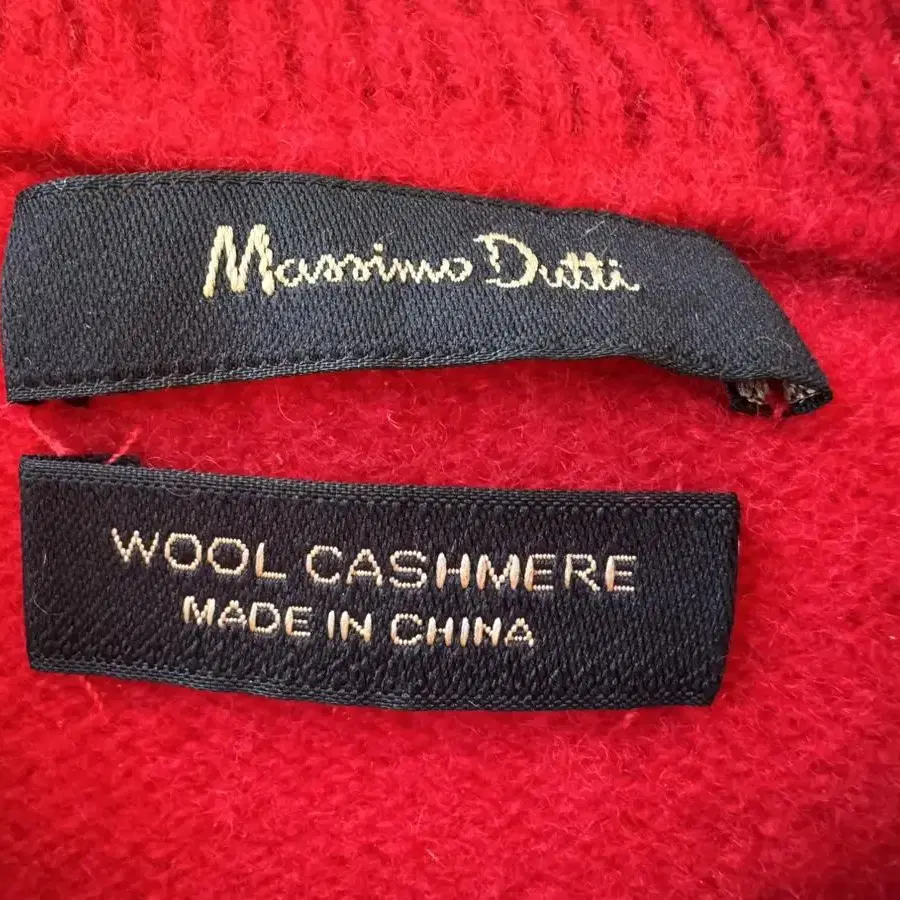 Massimo Dutti
WOOL CASHMERE
MADE IN CHINA